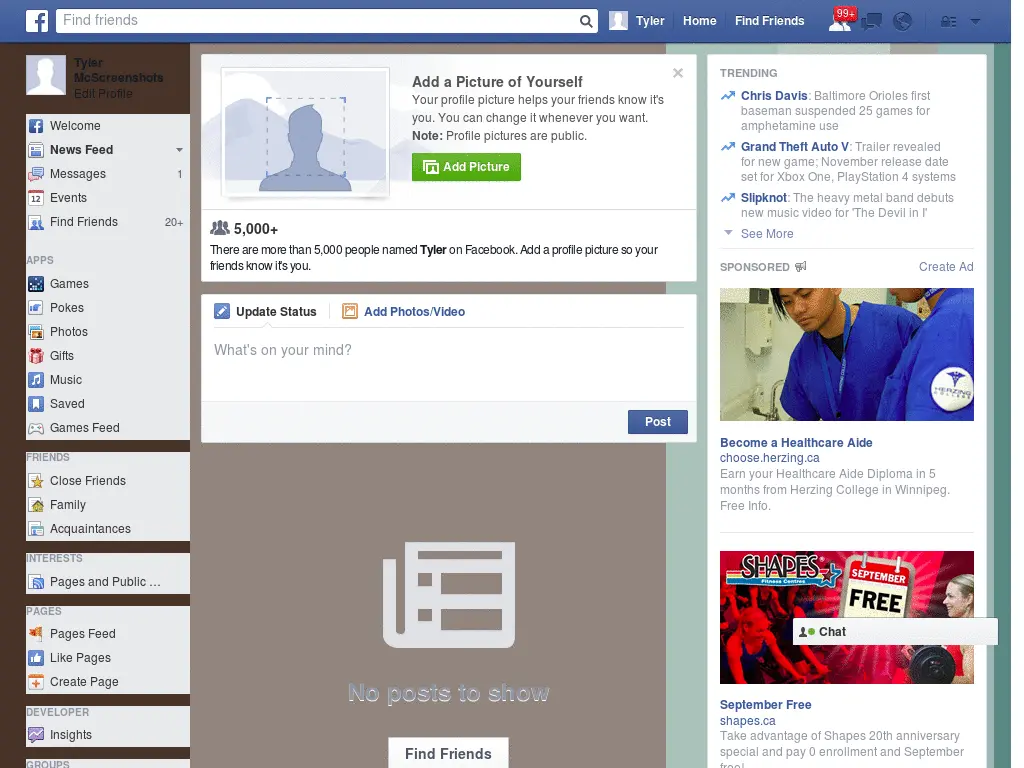 Find friends
Tyler
Home
Find Friends
99+
Tyler
McScreenshots
Edit Profile
Welcome
News Feed
Messages 1
12 Events
Find Friends 20+
APPS
Games
Pokes
Photos
Gifts
Music
Saved
Games Feed
FRIENDS
Close Friends
Family
Acquaintances
INTERESTS
Pages and Public ...
PAGES
Pages Feed
Like Pages
Create Page
DEVELOPER
Insights
GROUPS
Add a Picture of Yourself
Your profile picture helps your friends know it's
you. You can change it whenever you want.
Note: Profile pictures are public.
Add Picture
5,000+
There are more than 5,000 people named Tyler on Facebook. Add a profile picture so your
friends know it's you.
Update Status
Add Photos/Video
What's on your mind?
Post
No posts to show
Find Friends
TRENDING
Chris Davis: Baltimore Orioles first
baseman suspended 25 games for
amphetamine use
Grand Theft Auto V: Trailer revealed
for new game; November release date
set for Xbox One, PlayStation 4 systems
Slipknot: The heavy metal band debuts
new music video for 'The Devil in I'
See More
SPONSORED
Create Ad
HERZING
COLLEGE
Become a Healthcare Aide
choose.herzing.ca
Earn your Healthcare Aide Diploma in 5
months from Herzing College in Winnipeg.
Free Info.
SHAPES
Fitness Centres
SEPTEMBER
FREE
Chat
September Free
shapes.ca
Take advantage of Shapes 20th anniversary
special and pay 0 enrollment and September
free!